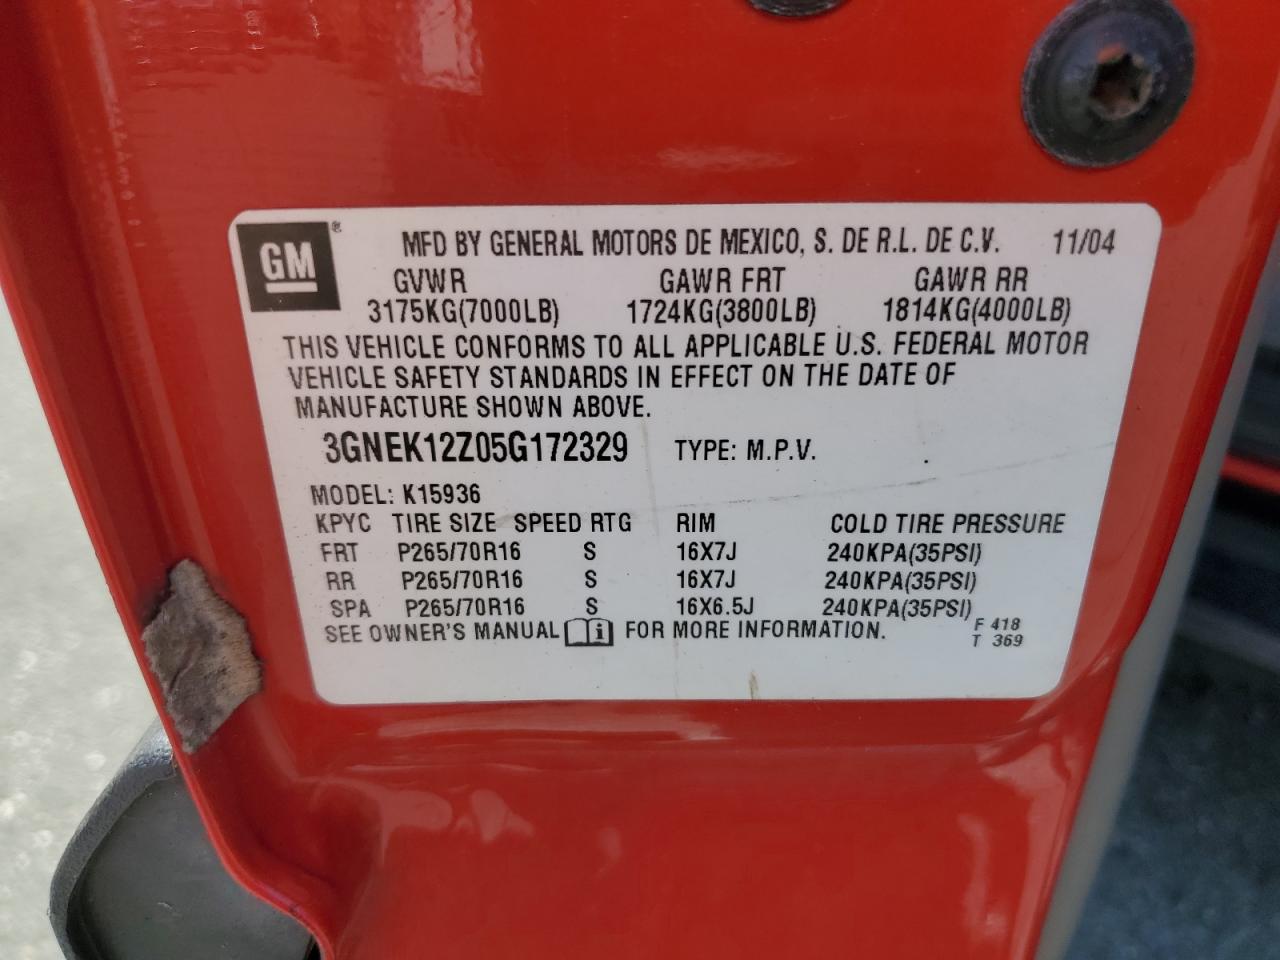 GM® MFD BY GENERAL MOTORS DE MEXICO, S. DE R.L. DE C.V. 11/04
GVWR GAWR FRT GAWR RR
3175KG(7000LB) 1724KG(3800LB) 1814KG(4000LB)
THIS VEHICLE CONFORMS TO ALL APPLICABLE U.S. FEDERAL MOTOR
VEHICLE SAFETY STANDARDS IN EFFECT ON THE DATE OF
MANUFACTURE SHOWN ABOVE.
3GNEK12Z05G172329 TYPE: M.P.V.
MODEL: K15936
KPYC TIRE SIZE SPEED RTG RIM COLD TIRE PRESSURE
FRT P265/70R16 S 16X7J 240KPA(35PSI)
RR P265/70R16 S 16X7J 240KPA(35PSI)
SPA P265/70R16 S 16X6.5J 240KPA(35PSI)
SEE OWNER'S MANUAL i FOR MORE INFORMATION. F 418
T 369